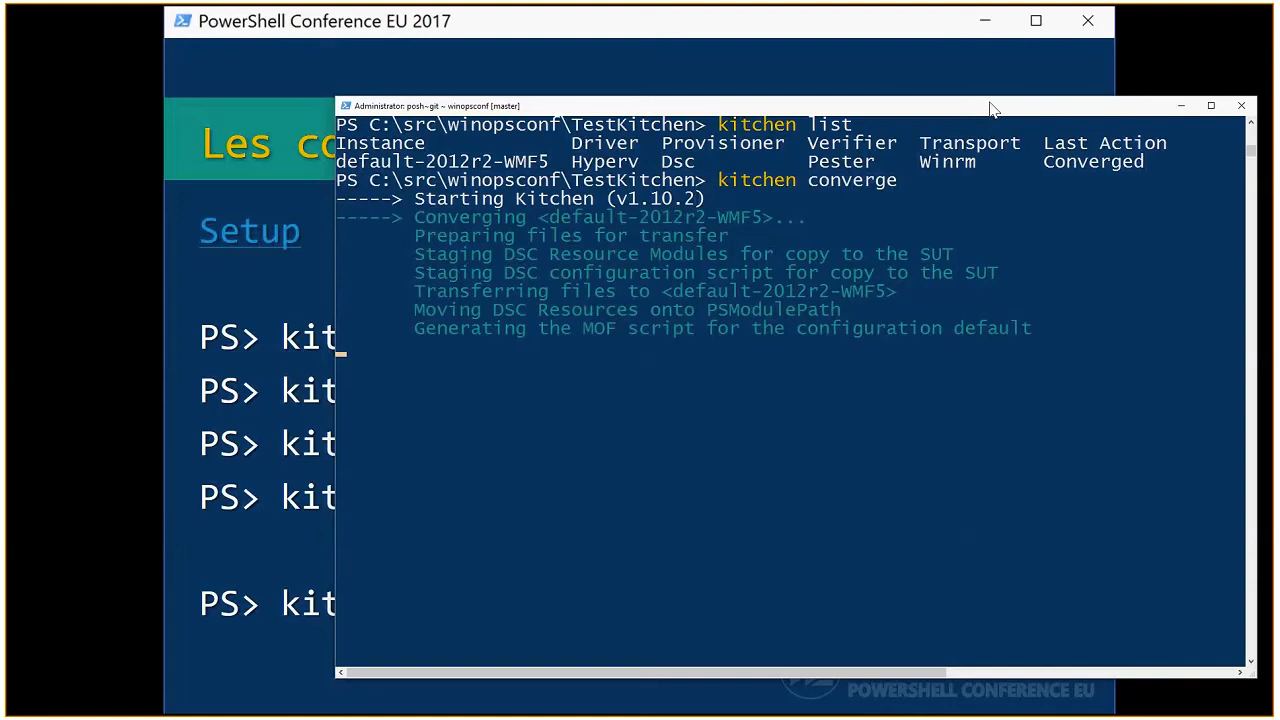 PowerShell Conference EU 2017
Administrator: posh~git ~ winopsconf [master]
PS C:\src\winopsconf\TestKitchen> kitchen list
Instance Driver Provisioner Verifier Transport Last Action
default-2012r2-WMF5 Hyperv Dsc Pester Winrm Converged
PS C:\src\winopsconf\TestKitchen> kitchen converge
-----> Starting Kitchen (v1.10.2)
-----> Converging <default-2012r2-WMF5>...
Preparing files for transfer
Staging DSC Resource Modules for copy to the SUT
Staging DSC configuration script for copy to the SUT
Transferring files to <default-2012r2-WMF5>
Moving DSC Resources onto PSModulePath
Generating the MOF script for the configuration default
Les co
Setup
PS> kit
PS> kit
PS> kit
PS> kit
PS> kit
POWERSHELL CONFERENCE EU